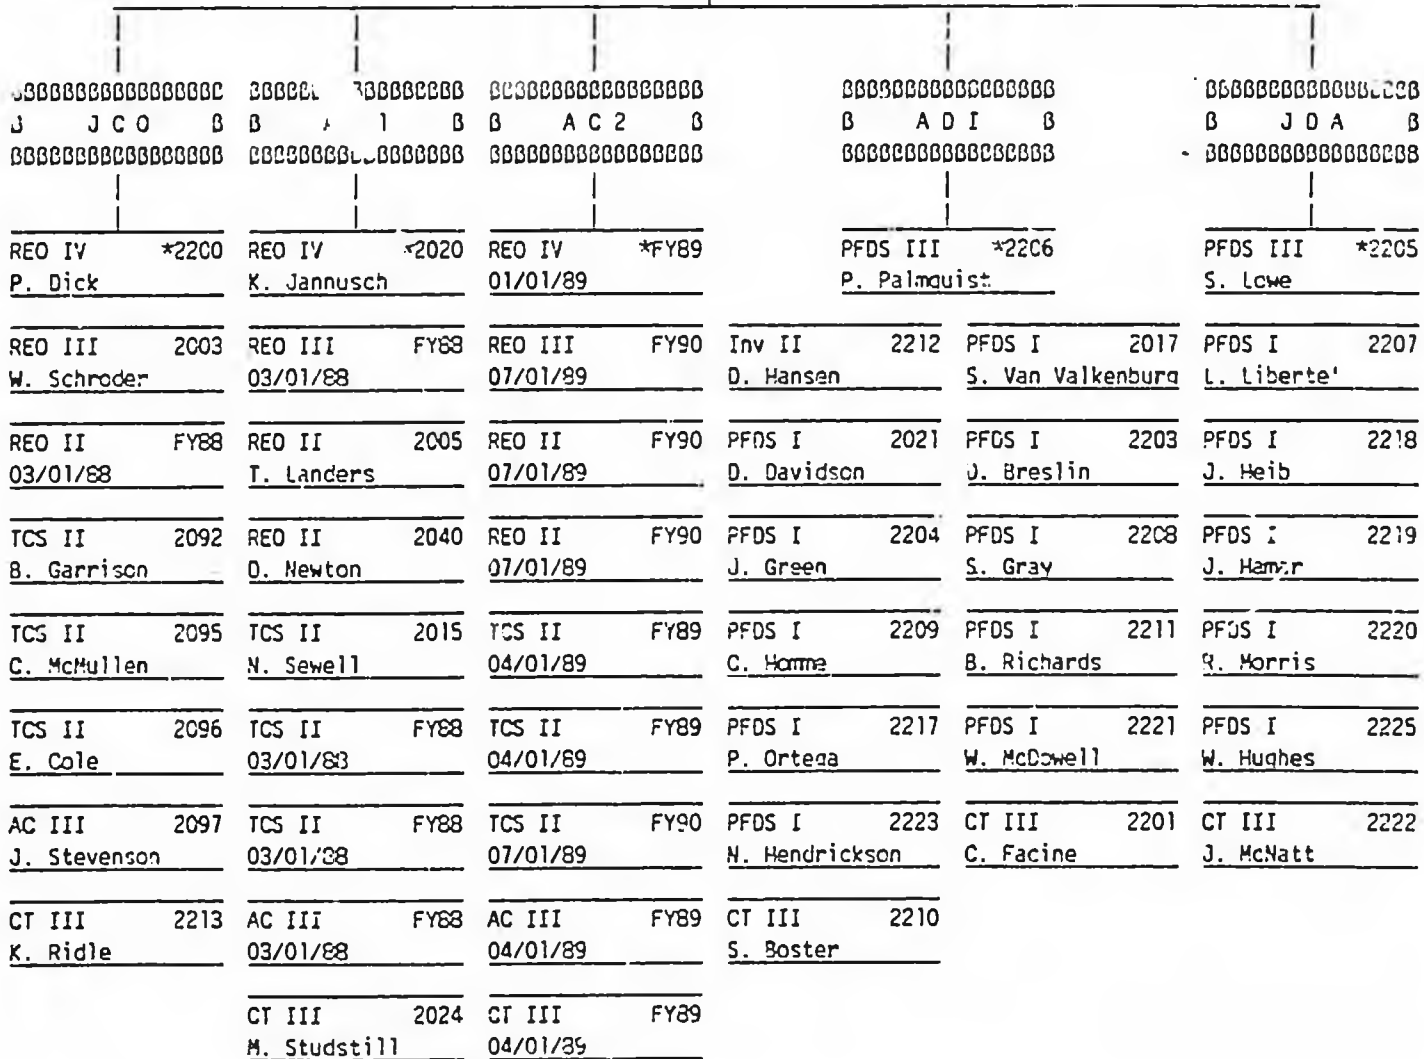 J C O
1
A C 2
A D I
J D A
REO IV *2200
P. Dick
REO III 2003
W. Schroder
REO II FY88
03/01/88
TCS II 2092
B. Garrison
TCS II 2095
C. McMullen
TCS II 2096
E. Cole
AC III 2097
J. Stevenson
CT III 2213
K. Ridle
REO IV *2020
K. Jannusch
REO III FY88
03/01/88
REO II 2005
T. Landers
REO II 2040
D. Newton
TCS II 2015
N. Sewell
TCS II FY88
03/01/88
TCS II FY88
03/01/88
AC III FY88
03/01/88
CT III 2024
M. Studstill
REO IV *FY89
01/01/89
REO III FY90
07/01/89
REO II FY90
07/01/89
REO II FY90
07/01/89
TCS II FY89
04/01/89
TCS II FY89
04/01/89
TCS II FY90
07/01/89
AC III FY89
04/01/89
CT III FY89
04/01/89
PFDS III *2206
P. Palmquist
Inv II 2212
D. Hansen
PFDS I 2021
D. Davidson
PFDS I 2204
J. Green
PFDS I 2209
C. Homme
PFDS I 2217
P. Ortega
PFDS I 2223
N. Hendrickson
CT III 2210
S. Boster
PFDS I 2017
S. Van Valkenburg
PFDS I 2203
Breslin
PFDS I 2208
S. Gray
PFDS I 2211
B. Richards
PFDS I 2221
W. McDowell
CT III 2201
C. Facine
PFDS III *2205
S. Lowe
PFDS I 2207
L. Liberte'
PFDS I 2218
J. Heib
PFDS I 2219
J.
PFDS I 2220
R. Morris
PFDS I 2225
W. Hughes
CT III 2222
J. McNatt